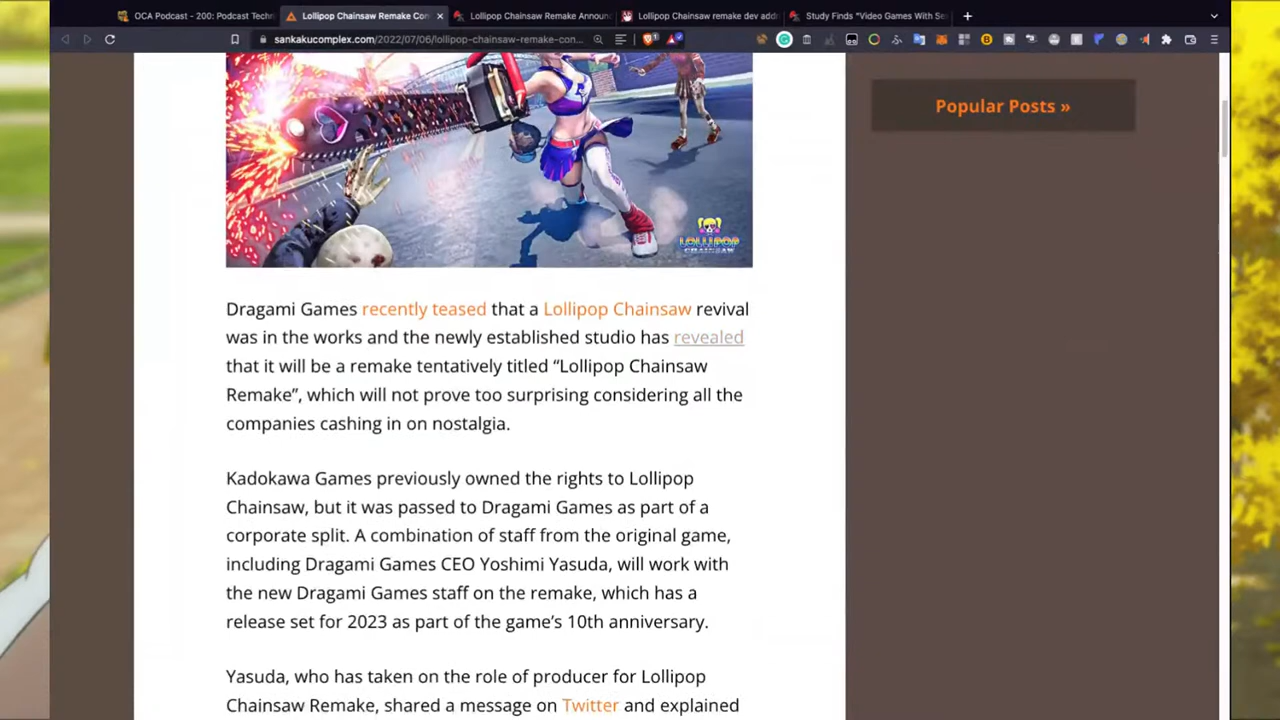 OCA Podcast - 200: Podcast Techn
Lollipop Chainsaw Remake Con
Lollipop Chainsaw Remake Announ
Lollipop Chainsaw remake dev addr
Study Finds "Video Games With Se
sankakucomplex.com/2022/07/06/lollipop-chainsaw-remake-con...
Popular Posts »
LOLLIPOP
CHAINSAW
Dragami Games recently teased that a Lollipop Chainsaw revival
was in the works and the newly established studio has revealed
that it will be a remake tentatively titled “Lollipop Chainsaw
Remake”, which will not prove too surprising considering all the
companies cashing in on nostalgia.
Kadokawa Games previously owned the rights to Lollipop
Chainsaw, but it was passed to Dragami Games as part of a
corporate split. A combination of staff from the original game,
including Dragami Games CEO Yoshimi Yasuda, will work with
the new Dragami Games staff on the remake, which has a
release set for 2023 as part of the game’s 10th anniversary.
Yasuda, who has taken on the role of producer for Lollipop
Chainsaw Remake, shared a message on Twitter and explained